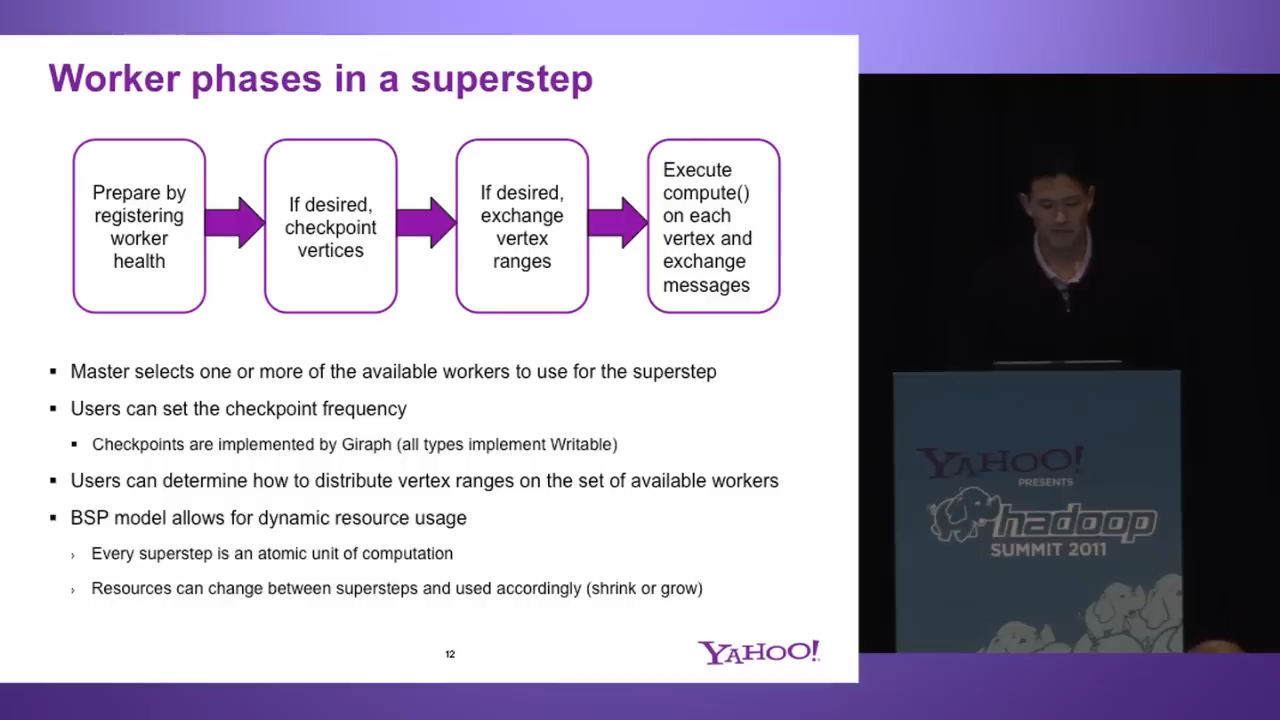 Worker phases in a superstep
Prepare by
registering
worker
health
If desired,
checkpoint
vertices
If desired,
exchange
vertex
ranges
Execute
compute()
on each
vertex and
exchange
messages
▪ Master selects one or more of the available workers to use for the superstep
▪ Users can set the checkpoint frequency
▪ Checkpoints are implemented by Giraph (all types implement Writable)
▪ Users can determine how to distribute vertex ranges on the set of available workers
▪ BSP model allows for dynamic resource usage
› Every superstep is an atomic unit of computation
› Resources can change between supersteps and used accordingly (shrink or grow)
12
YAHOO!
YAHOO!
PRESENTS
hadoop
SUMMIT 2011